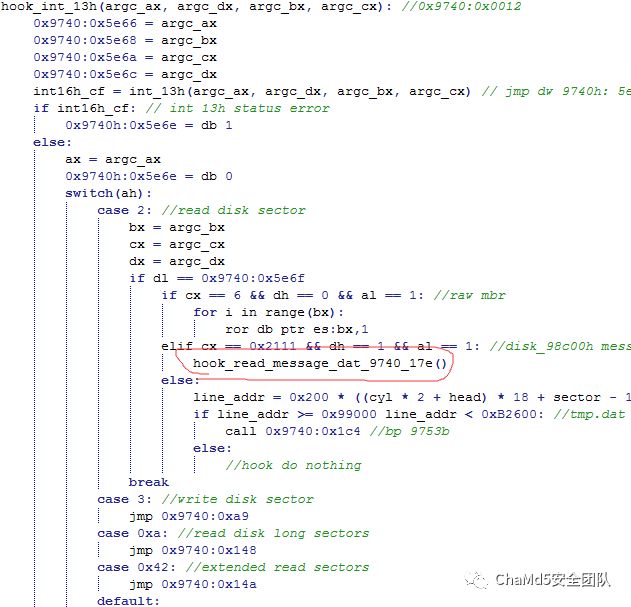 hook_int_13h(argc_ax, argc_dx, argc_bx, argc_cx): //0x9740:0x0012
0x9740:0x5e66 = argc_ax
0x9740:0x5e68 = argc_bx
0x9740:0x5e6a = argc_cx
0x9740:0x5e6c = argc_dx
int16h_cf = int_13h(argc_ax, argc_dx, argc_bx, argc_cx) // jmp dw 9740h: 5e
if int16h_cf: // int 13h status error
0x9740h:0x5e6e = db 1
else:
ax = argc_ax
0x9740h:0x5e6e = db 0
switch(ah):
case 2: //read disk sector
bx = argc_bx
cx = argc_cx
dx = argc_dx
if dl == 0x9740:0x5e6f
if cx == 6 && dh == 0 && al == 1: //raw mbr
for i in range(bx):
ror db ptr es:bx,1
elif cx == 0x2111 && dh == 1 && al == 1: //disk_98c00h mess
hook_read_message_dat_9740_17e()
else:
line_addr = 0x200 * ((cyl * 2 + head) * 18 + sector - 1
if line_addr >= 0x99000 line_addr < 0xB2600: //tmp.dat
call 0x9740:0x1c4 //bp 9753b
else:
//hook do nothing
break
case 3: //write disk sector
jmp 0x9740:0xa9
case 0xa: //read disk long sectors
jmp 0x9740:0x148
case 0x42: //extended read sectors
jmp 0x9740:0x14a
default:
ChaMd5安全团队